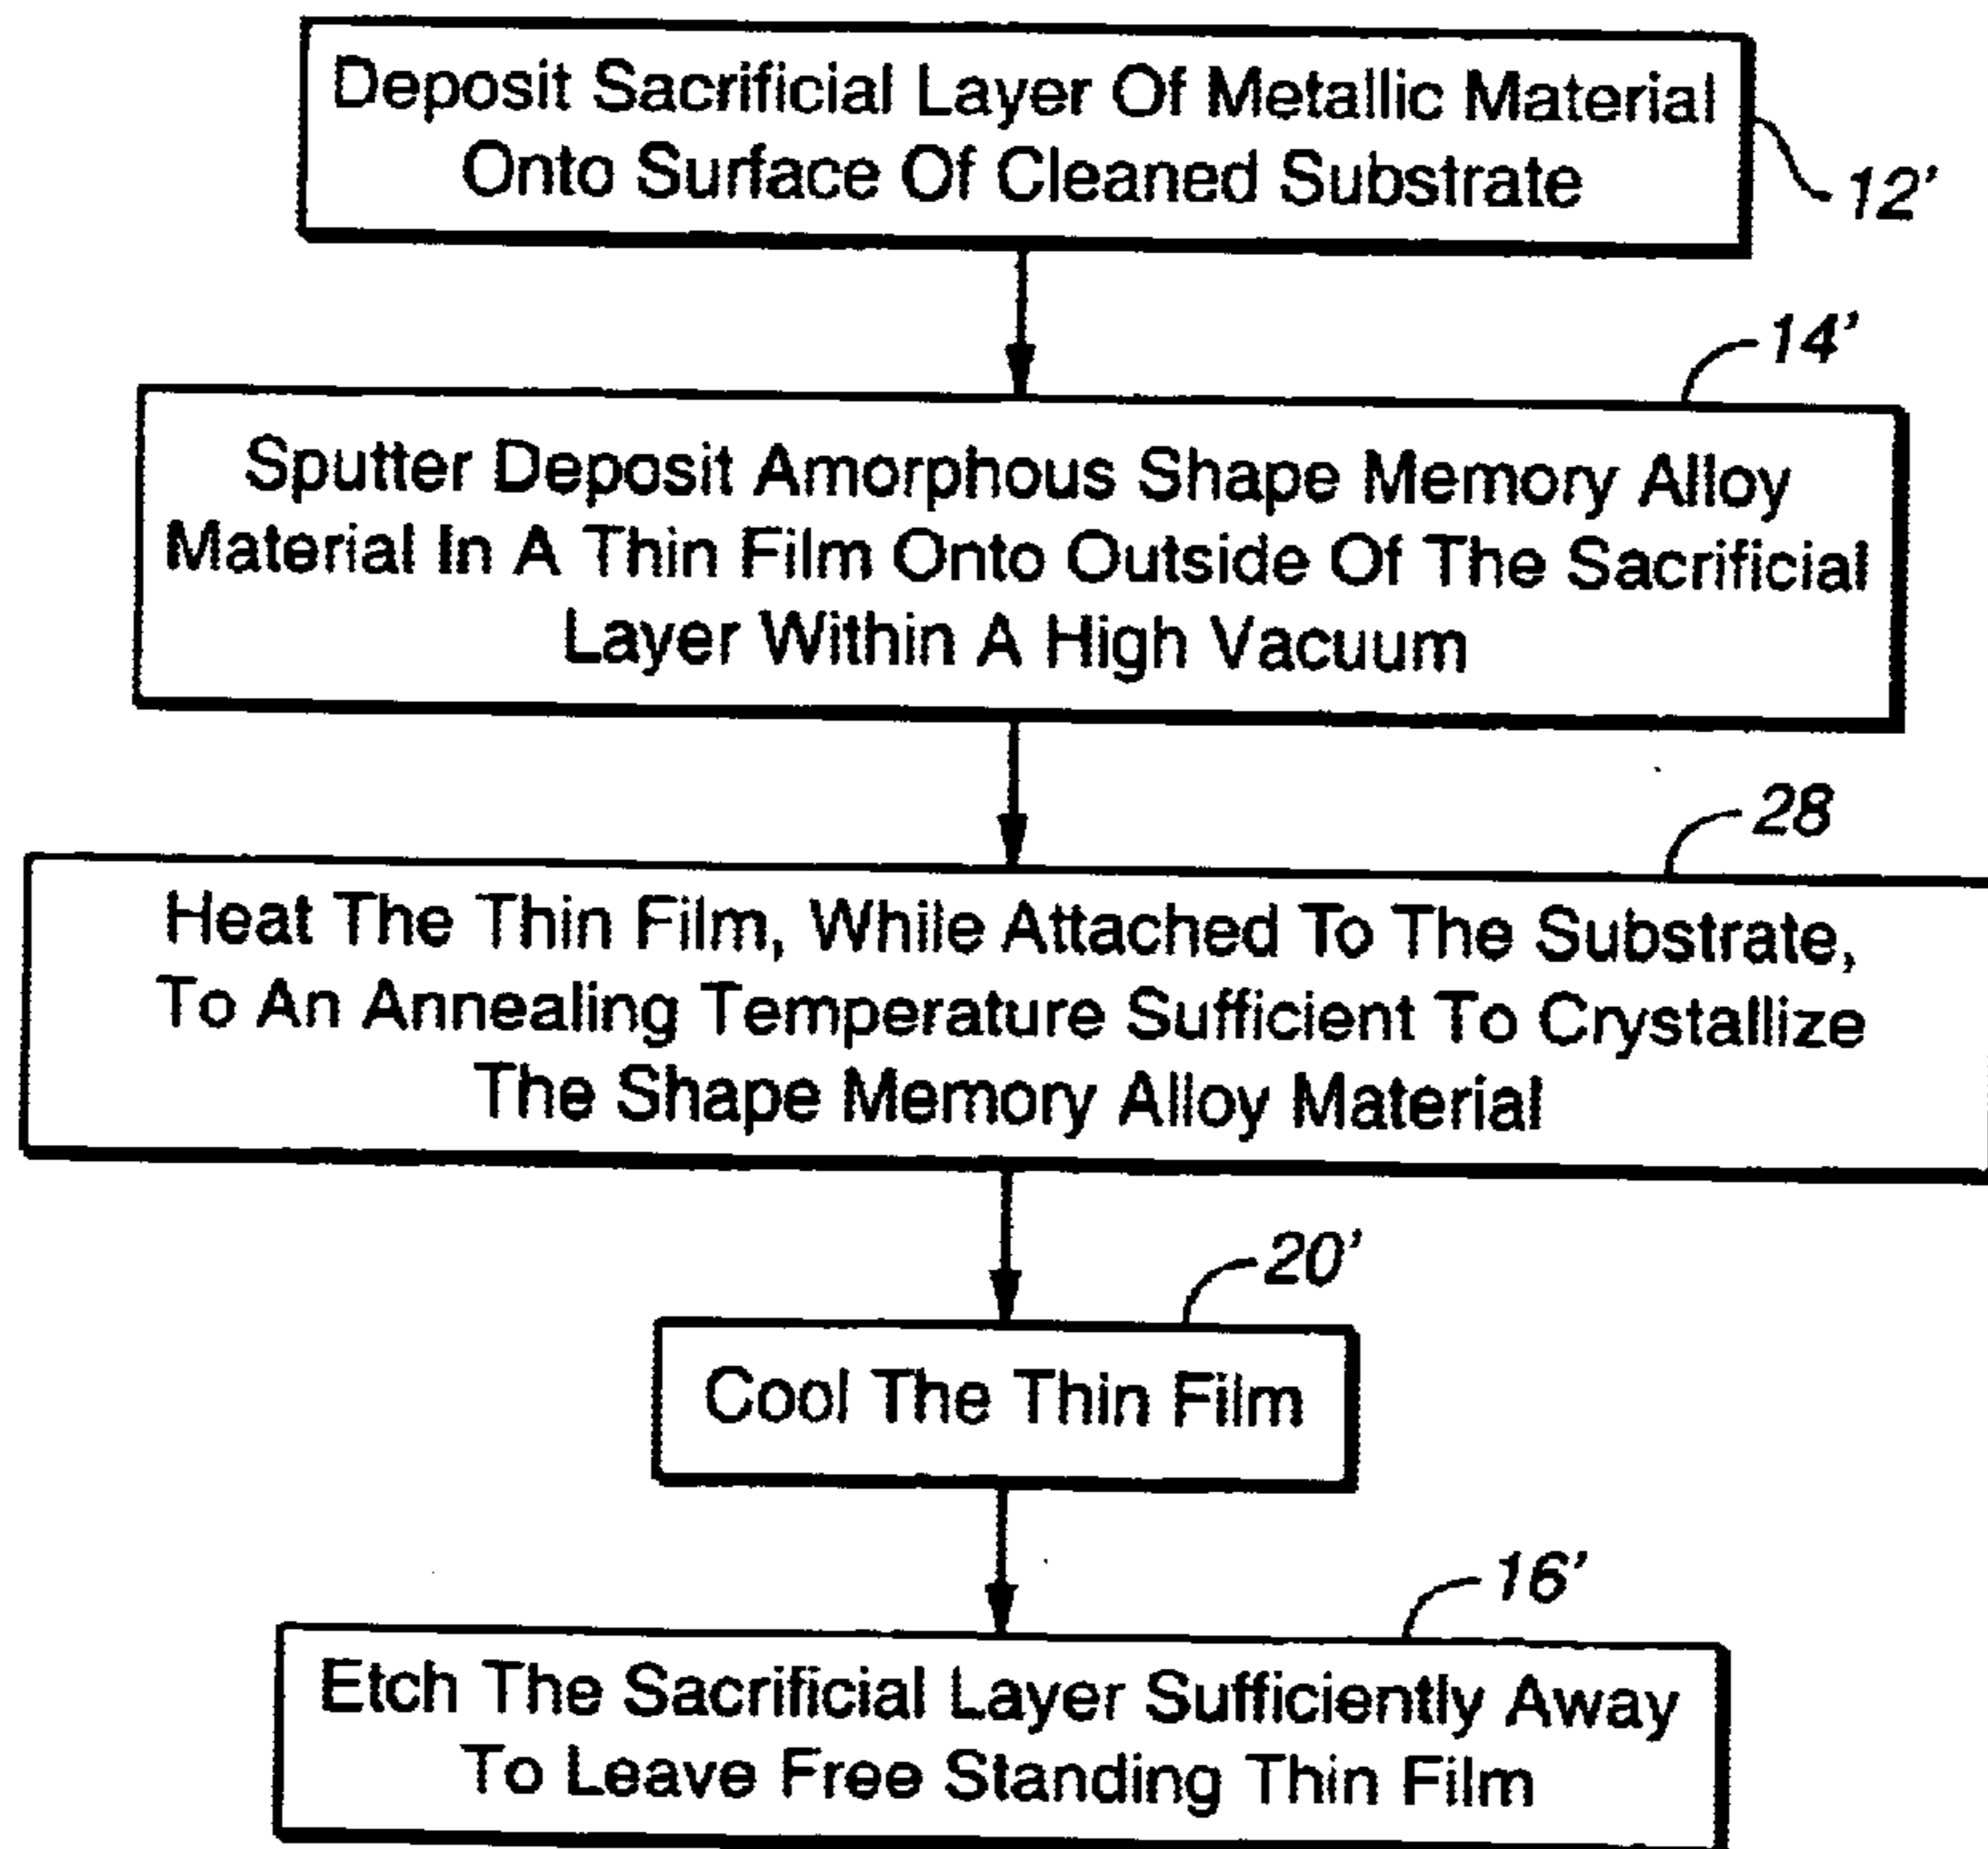 Deposit Sacrificial Layer Of Metallic Material
Onto Surface Of Cleaned Substrate
12'
14'
Sputter Deposit Amorphous Shape Memory Alloy
Material In A Thin Film Onto Outside Of The Sacrificial
Layer Within A High Vacuum
28
Heat The Thin Film, While Attached To The Substrate,
To An Annealing Temperature Sufficient To Crystallize
The Shape Memory Alloy Material
20'
Cool The Thin Film
16'
Etch The Sacrificial Layer Sufficiently Away
To Leave Free Standing Thin Film